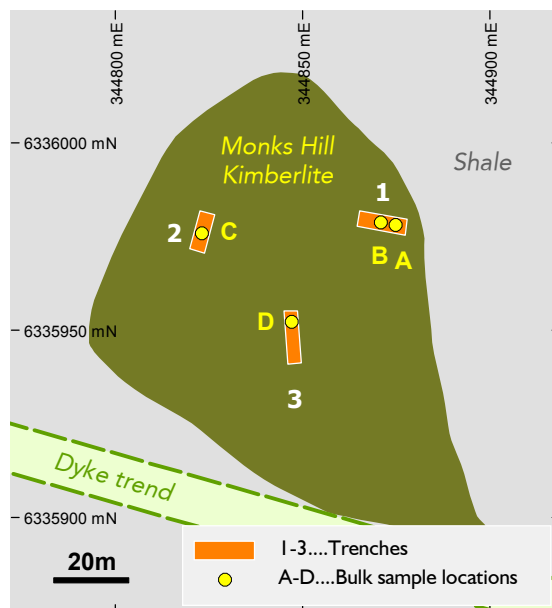 344800 mE
344850 mE
344900 mE
6336000 mN
Monks Hill
Kimberlite
Shale
1
2
C
B
A
D
6335950 mN
3
Dyke trend
6335900 mN
20m
1-3....Trenches
A-D....Bulk sample locations